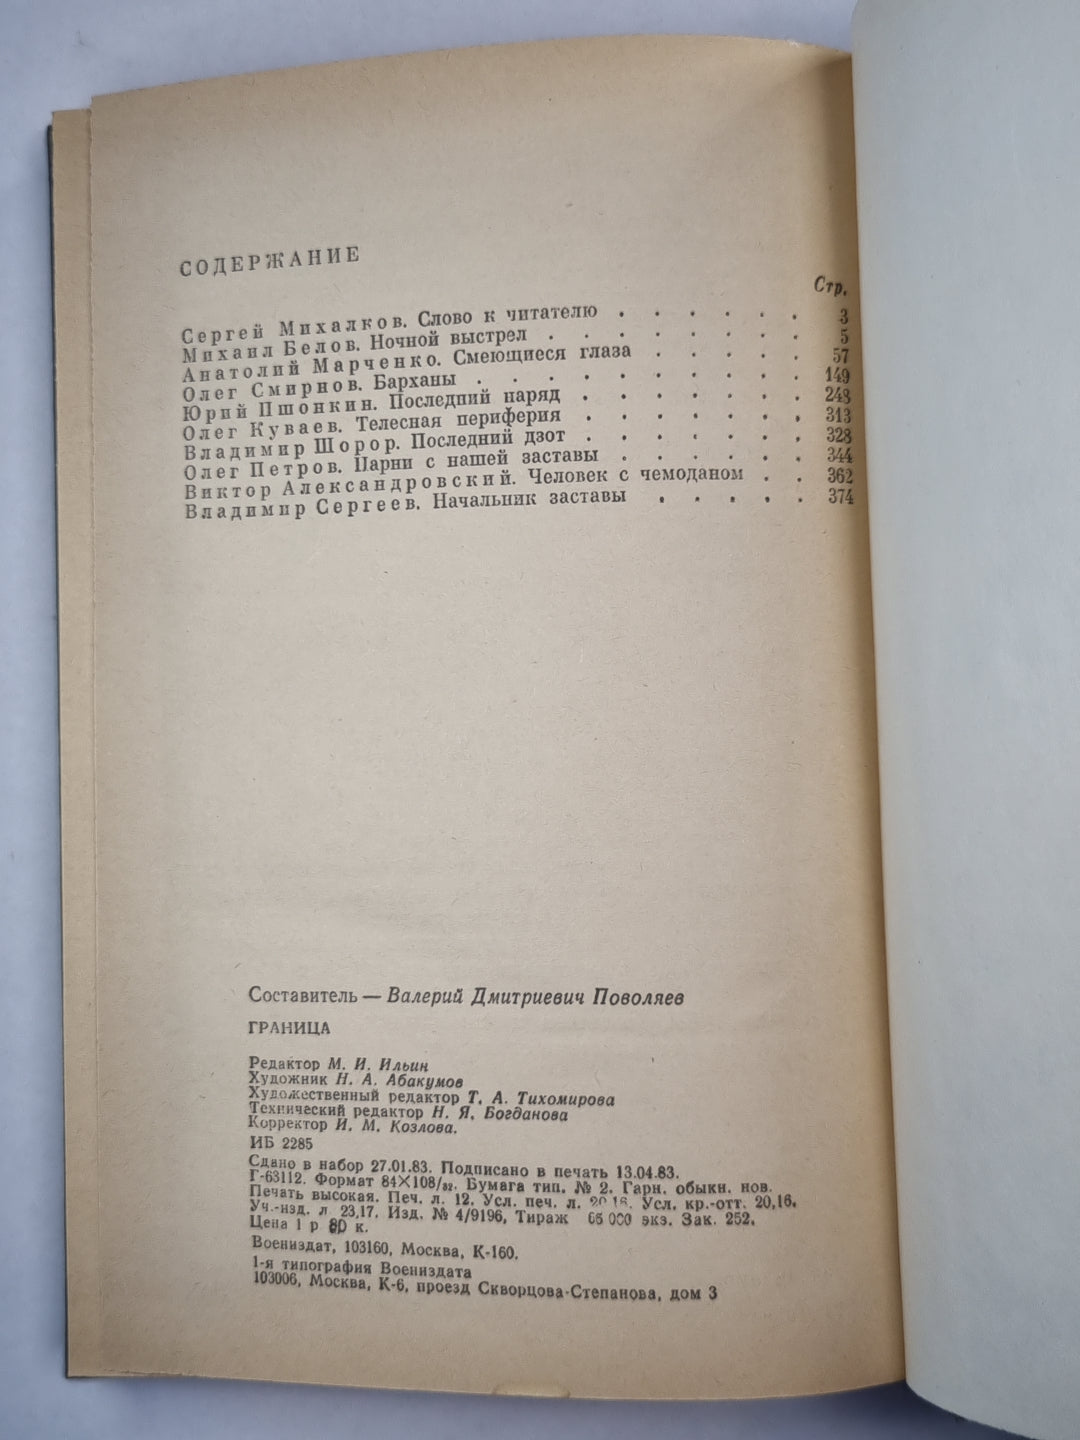 СОДЕРЖАНИЕ
Стр.
Сергей Михалков. Слово к читателю . . . . . . 3
Михаил Белов. Ночной выстрел . . . . . . . 5
Анатолий Марченко. Смеющиеся глаза . . . . . 57
Олег Смирнов. Барханы . . . . . . . . . . 149
Юрий Пшонкин. Последний наряд . . . . . . . 248
Олег Куваев. Телесная периферия . . . . . . . 313
Владимир Шорор. Последний дзот . . . . . . . 328
Олег Петров. Парни с нашей заставы . . . . . . 344
Виктор Александровский. Человек с чемоданом . . 362
Владимир Сергеев. Начальник заставы . . . . . 374
Составитель — Валерий Дмитриевич Поволяев
ГРАНИЦА
Редактор М. И. Ильин
Художник Н. А. Абакумов
Художественный редактор Т. А. Тихомирова
Технический редактор Н. Я. Богданова
Корректор И. М. Козлова.
ИБ 2285
Сдано в набор 27.01.83. Подписано в печать 13.04.83.
Г-63112. Формат 84×108/32. Бумага тип. № 2. Гарн. обыкн. нов.
Печать высокая. Печ. л. 12. Усл. печ. л. 20,16. Усл. кр.-отт. 20,16.
Уч.-изд. л 23,17. Изд. № 4/9196, Тираж 65 000 экз. Зак. 252.
Цена 1 р 80 к.
Воениздат, 103160, Москва, К-160.
1-я типография Воениздата
103006, Москва, К-6, проезд Скворцова-Степанова, дом 3